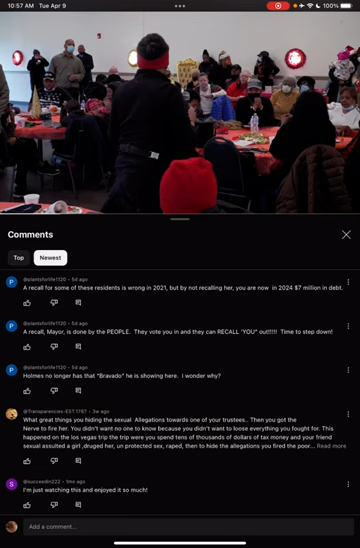 10:57 AM Tue Apr 9
100%
Comments
Top
Newest
P
@plantsforlife1120 • 5d ago
A recall for some of these residents is wrong in 2021, but by not recalling her, you are now in 2024 $7 million in debt.
P
@plantsforlife1120 • 5d ago
A recall, Mayor, is done by the PEOPLE. They vote you in and they can RECALL "YOU" out!!!!! Time to step down!
P
@plantsforlife1120 • 5d ago
Holmes no longer has that "Bravado" he is showing here. I wonder why?
@Transparencies-EST.1767 • 3w ago
What great things you hiding the sexual Allegations towards one of your trustees.. Then you got the
Nerve to fire her. You didn't want no one to know because you didn't want to loose everything you fought for. This
happened on the los vegas trip the trip were you spend tens of thousands of dollars of tax money and your friend
sexual assulted a girl ,druged her, un protected sex, raped, then to hide the allegations you fired the poor... Read more
S
@succeedin222 • 1mo ago
I'm just watching this and enjoyed it so much!
Add a comment...